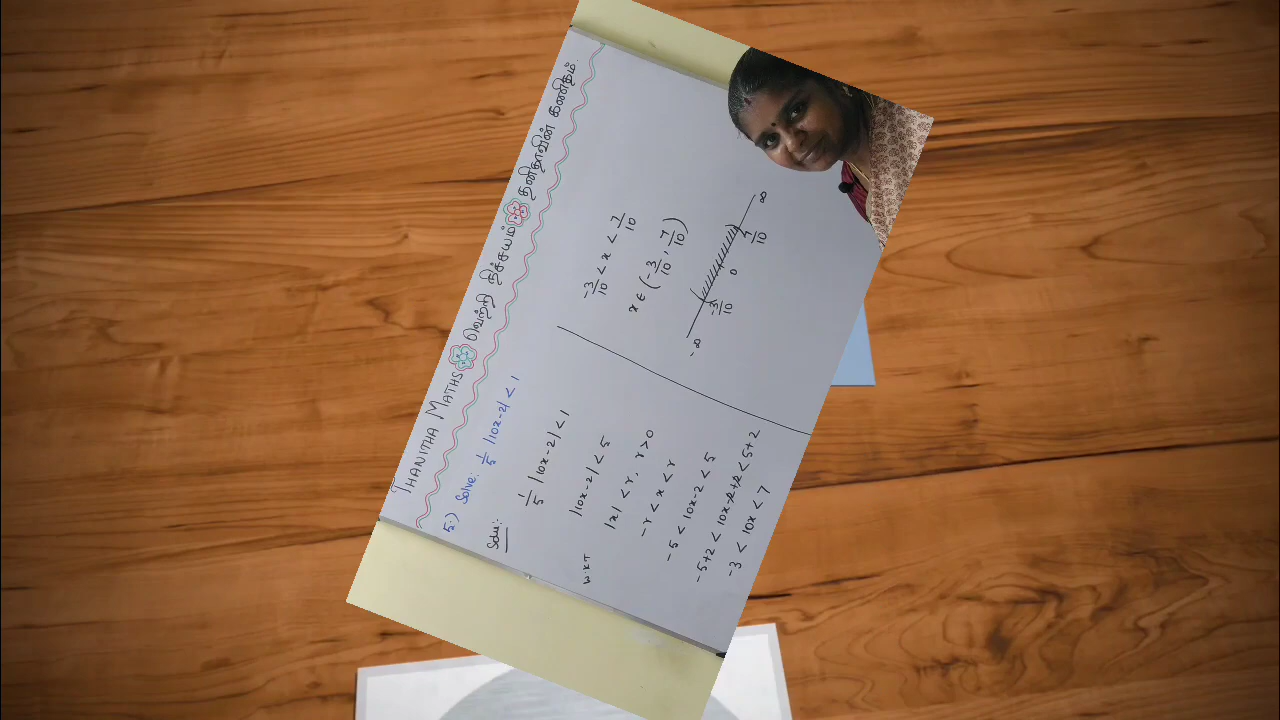 THANITHA MATHS வெற்றி நிச்சயம் தனிதாவின் கணிதம்.
5.) Solve: 1/5 |10x-2| < 1
Solu:
1/5 |10x-2| < 1
|10x-2| < 5
W.K.T |x| < r, r > 0
-r < x < r
-5 < 10x-2 < 5
-5+2 < 10x-2+2 < 5+2
-3 < 10x < 7
-3/10 < x < 7/10
x ∈ (-3/10, 7/10)
-∞ -3/10 0 7/10 ∞